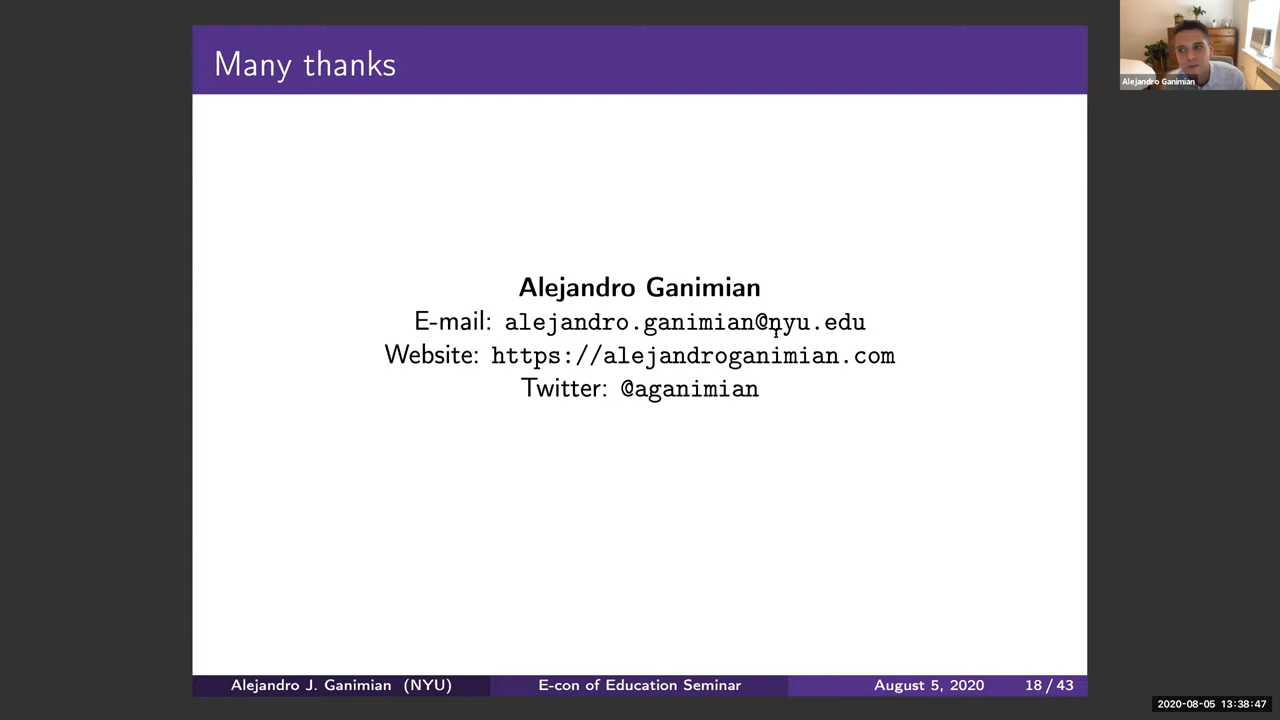 Many thanks
Alejandro Ganimian
Alejandro Ganimian
E-mail: alejandro.ganimian@nyu.edu
Website: https://alejandroganimian.com
Twitter: @aganimian
Alejandro J. Ganimian (NYU) E-con of Education Seminar August 5, 2020 18 / 43
2020-08-05 13:38:47